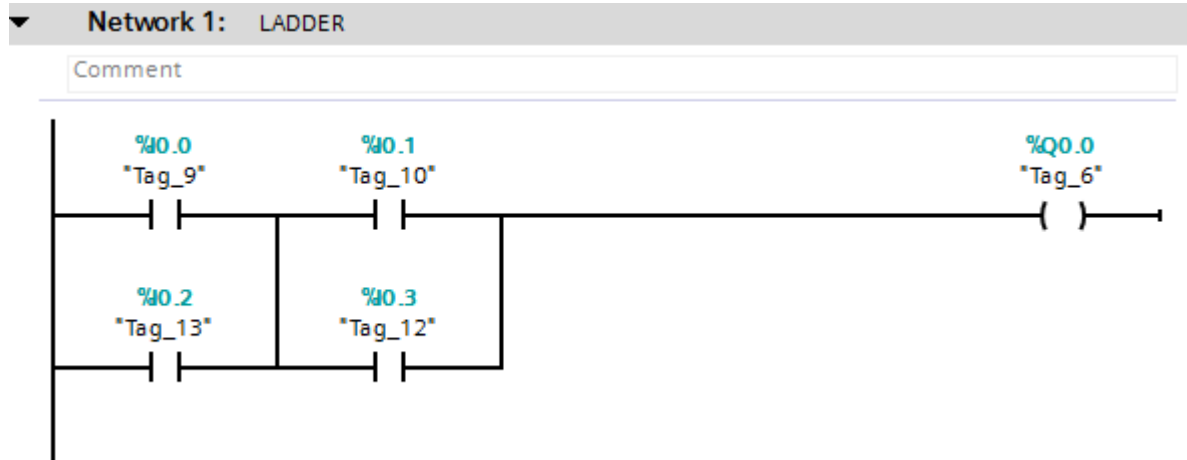 Network 1: LADDER
Comment
%I0.0 %I0.1 %Q0.0
"Tag_9" "Tag_10" "Tag_6"
%I0.2 %I0.3
"Tag_13" "Tag_12"